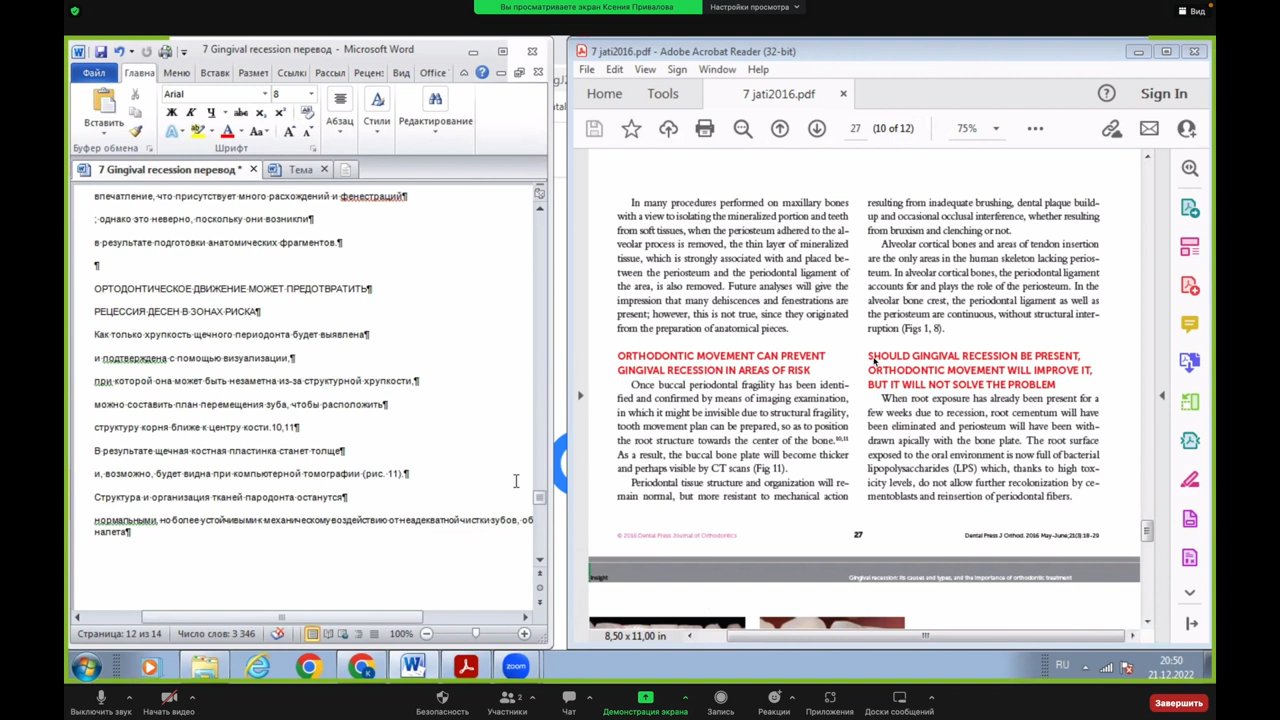 Вы просматриваете экран Ксения Привалова
Настройки просмотра
Вид
7 Gingival recession перевод - Microsoft Word
Файл
Главна
Меню
Вставк
Размет
Ссылкі
Рассыл
Рецен:
Вид
Office
Вставить
Буфер обмена
Arial
8
Ж К Ч abc x₂ x²
Шрифт
Абзац
Стили
Редактирование
7 Gingival recession перевод *
Тема
впечатление, что присутствует много расхождений и фенестраций¶
; однако это неверно, поскольку они возникли¶
в результате подготовки анатомических фрагментов.¶
¶
ОРТОДОНТИЧЕСКОЕ ДВИЖЕНИЕ МОЖЕТ ПРЕДОТВРАТИТЬ¶
РЕЦЕССИЯ ДЕСЕН В ЗОНАХ РИСКА¶
Как только хрупкость щечного периодонта будет выявлена¶
и подтверждена с помощью визуализации,¶
при которой она может быть незаметна из-за структурной хрупкости,¶
можно составить план перемещения зуба, чтобы расположить¶
структуру корня ближе к центру кости.10,11¶
В результате щечная костная пластинка станет толще¶
и, возможно, будет видна при компьютерной томографии (рис. 11).¶
Структура и организация тканей пародонта останутся¶
нормальными, но более устойчивыми к механическому воздействию от неадекватной чистки зубов, об
налета¶
Страница: 12 из 14
Число слов: 3 346
100%
7 jati2016.pdf - Adobe Acrobat Reader (32-bit)
File Edit View Sign Window Help
Home
Tools
7 jati2016.pdf
Sign In
27
(10 of 12)
75%
In many procedures performed on maxillary bones
with a view to isolating the mineralized portion and teeth
from soft tissues, when the periosteum adhered to the al-
veolar process is removed, the thin layer of mineralized
tissue, which is strongly associated with and placed be-
tween the periosteum and the periodontal ligament of
the area, is also removed. Future analyses will give the
impression that many dehiscences and fenestrations are
present; however, this is not true, since they originated
from the preparation of anatomical pieces.
ORTHODONTIC MOVEMENT CAN PREVENT
GINGIVAL RECESSION IN AREAS OF RISK
Once buccal periodontal fragility has been identi-
fied and confirmed by means of imaging examination,
in which it might be invisible due to structural fragility,
tooth movement plan can be prepared, so as to position
the root structure towards the center of the bone.10,11
As a result, the buccal bone plate will become thicker
and perhaps visible by CT scans (Fig 11).
Periodontal tissue structure and organization will re-
main normal, but more resistant to mechanical action
resulting from inadequate brushing, dental plaque build-
up and occasional occlusal interference, whether resulting
from bruxism and clenching or not.
Alveolar cortical bones and areas of tendon insertion
are the only areas in the human skeleton lacking perios-
teum. In alveolar cortical bones, the periodontal ligament
accounts for and plays the role of the periosteum. In the
alveolar bone crest, the periodontal ligament as well as
the periosteum are continuous, without structural inter-
ruption (Figs 1, 8).
SHOULD GINGIVAL RECESSION BE PRESENT,
ORTHODONTIC MOVEMENT WILL IMPROVE IT,
BUT IT WILL NOT SOLVE THE PROBLEM
When root exposure has already been present for a
few weeks due to recession, root cementum will have
been eliminated and periosteum will have been with-
drawn apically with the bone plate. The root surface
exposed to the oral environment is now full of bacterial
lipopolysaccharides (LPS) which, thanks to high tox-
icity levels, do not allow further recolonization by ce-
mentoblasts and reinsertion of periodontal fibers.
© 2016 Dental Press Journal of Orthodontics
27
Dental Press J Orthod. 2016 May-June;21(3):18-29
Insight
Gingival recession: its causes and types, and the importance of orthodontic treatment
8,50 x 11,00 in
zoom
RU
20:50
21.12.2022
Выключить звук
Начать видео
Безопасность
Участники
2
Чат
Демонстрация экрана
Запись
Реакции
Приложения
Доски сообщений
Завершить